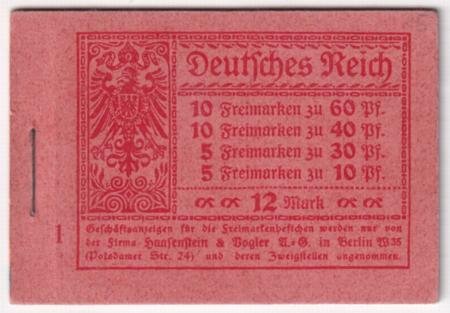 Deutsches Reich
10 Freimarken zu 60 Pf.
10 Freimarken zu 40 Pf.
5 Freimarken zu 30 Pf.
5 Freimarken zu 10 Pf.
12 Mark
1
Geschäftsanzeigen für die Freimarkenheftchen werden nur von
der Firma Haasenstein & Vogler A.=G. in Berlin W35
(Potsdamer Str. 24) und deren Zweigstellen angenommen.